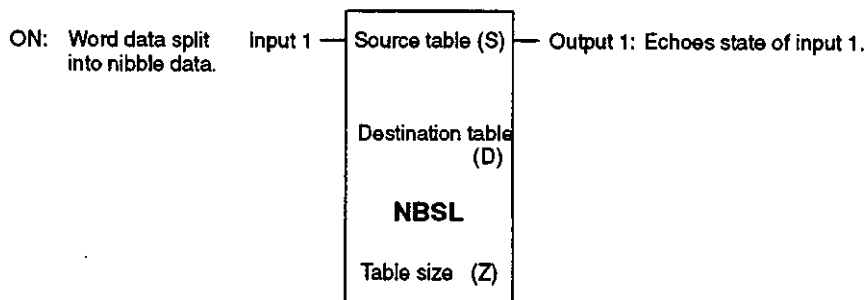 ON: Word data split into nibble data.
Input 1
Source table (S)
Output 1: Echoes state of input 1.
Destination table (D)
NBSL
Table size (Z)